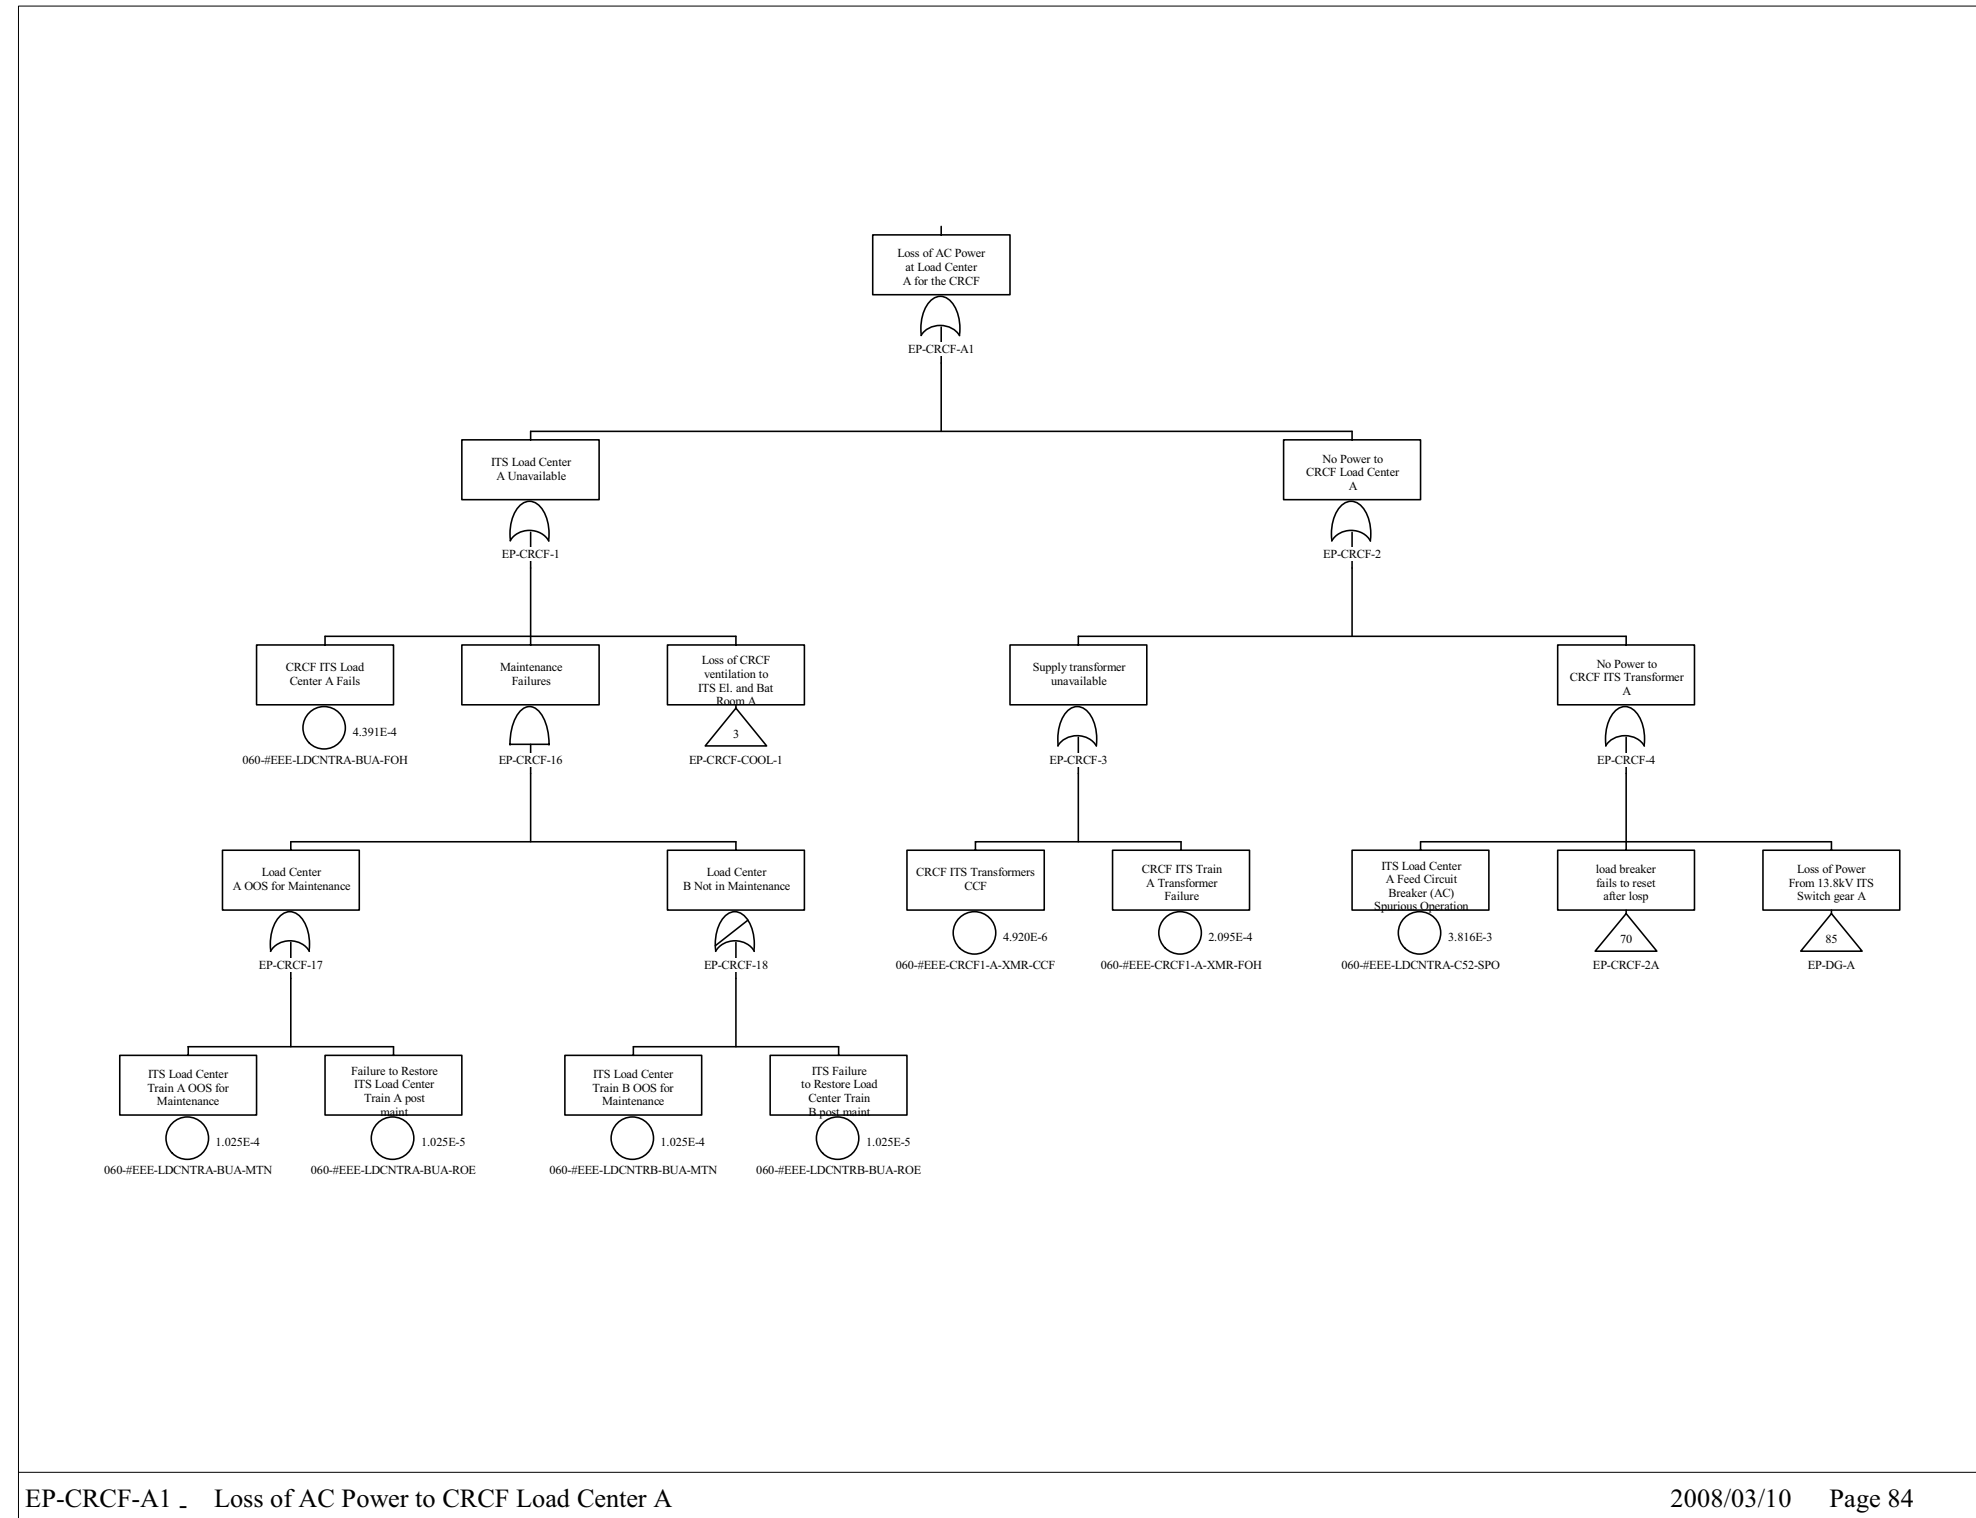 Loss of AC Power
at Load Center
A for the CRCF
EP-CRCF-A1
ITS Load Center
A Unavailable
EP-CRCF-1
No Power to
CRCF Load Center
A
EP-CRCF-2
CRCF ITS Load
Center A Fails
4.391E-4
060-#EEE-LDCNTRA-BUA-FOH
Maintenance
Failures
EP-CRCF-16
Loss of CRCF
ventilation to
ITS El. and Bat
Room A
3
EP-CRCF-COOL-1
Supply transformer
unavailable
EP-CRCF-3
No Power to
CRCF ITS Transformer
A
EP-CRCF-4
Load Center
A OOS for Maintenance
EP-CRCF-17
Load Center
B Not in Maintenance
EP-CRCF-18
CRCF ITS Transformers
CCF
4.920E-6
060-#EEE-CRCF1-A-XMR-CCF
CRCF ITS Train
A Transformer
Failure
2.095E-4
060-#EEE-CRCF1-A-XMR-FOH
ITS Load Center
A Feed Circuit
Breaker (AC)
Spurious Operation
3.816E-3
060-#EEE-LDCNTRA-C52-SPO
load breaker
fails to reset
after losp
70
EP-CRCF-2A
Loss of Power
From 13.8kV ITS
Switch gear A
85
EP-DG-A
ITS Load Center
Train A OOS for
Maintenance
1.025E-4
060-#EEE-LDCNTRA-BUA-MTN
Failure to Restore
ITS Load Center
Train A post
maint
1.025E-5
060-#EEE-LDCNTRA-BUA-ROE
ITS Load Center
Train B OOS for
Maintenance
1.025E-4
060-#EEE-LDCNTRB-BUA-MTN
ITS Failure
to Restore Load
Center Train
B post maint
1.025E-5
060-#EEE-LDCNTRB-BUA-ROE
EP-CRCF-A1 - Loss of AC Power to CRCF Load Center A
2008/03/10 Page 84